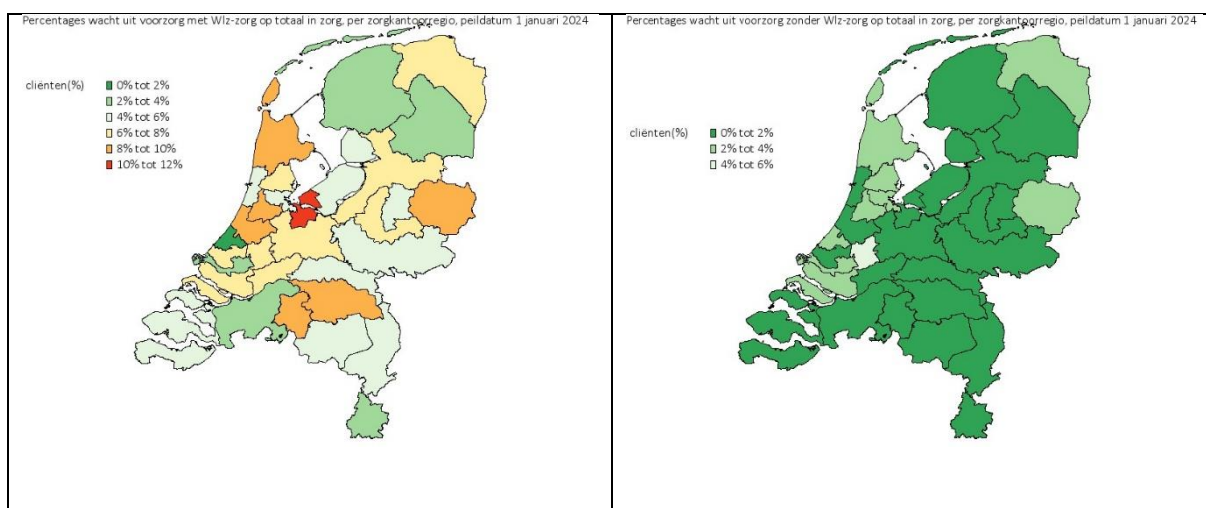 Percentages wacht uit voorzorg met Wlz-zorg op totaal in zorg, per zorgkantoorregio, peildatum 1 januari 2024
cliënten(%)
0% tot 2%
2% tot 4%
4% tot 6%
6% tot 8%
8% tot 10%
10% tot 12%
Percentages wacht uit voorzorg zonder Wlz-zorg op totaal in zorg, per zorgkantoorregio, peildatum 1 januari 2024
cliënten(%)
0% tot 2%
2% tot 4%
4% tot 6%